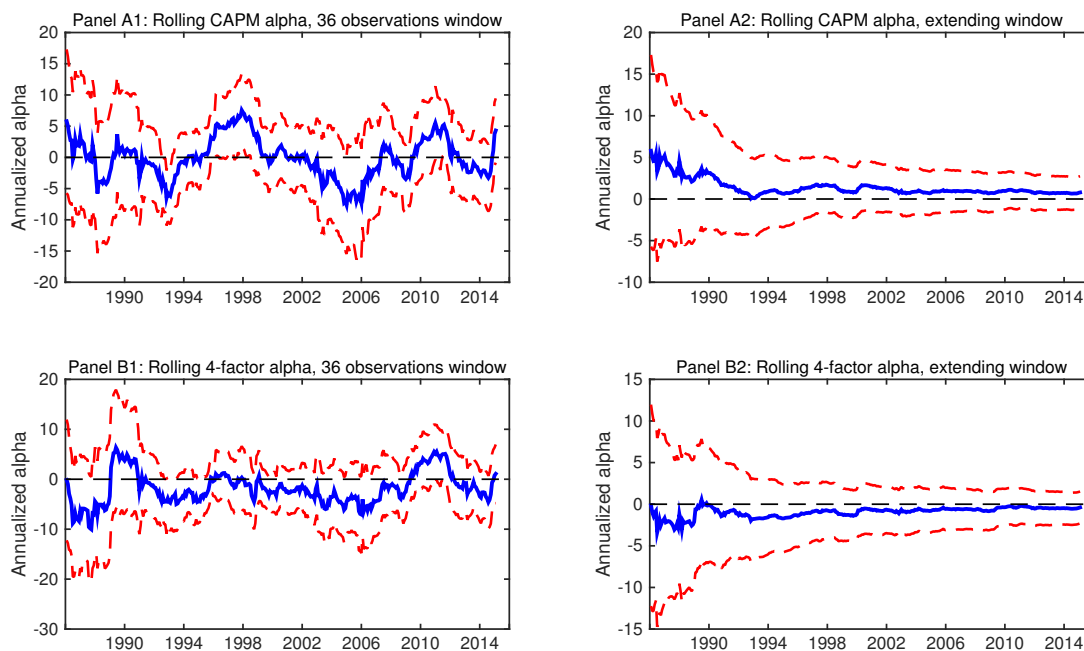 Panel A1: Rolling CAPM alpha, 36 observations window
Annualized alpha
20
15
10
5
0
-5
-10
-15
-20
1990 1994 1998 2002 2006 2010 2014
Panel A2: Rolling CAPM alpha, extending window
Annualized alpha
20
15
10
5
0
-5
-10
1990 1994 1998 2002 2006 2010 2014
Panel B1: Rolling 4-factor alpha, 36 observations window
Annualized alpha
20
10
0
-10
-20
-30
1990 1994 1998 2002 2006 2010 2014
Panel B2: Rolling 4-factor alpha, extending window
Annualized alpha
15
10
5
0
-5
-10
-15
1990 1994 1998 2002 2006 2010 2014